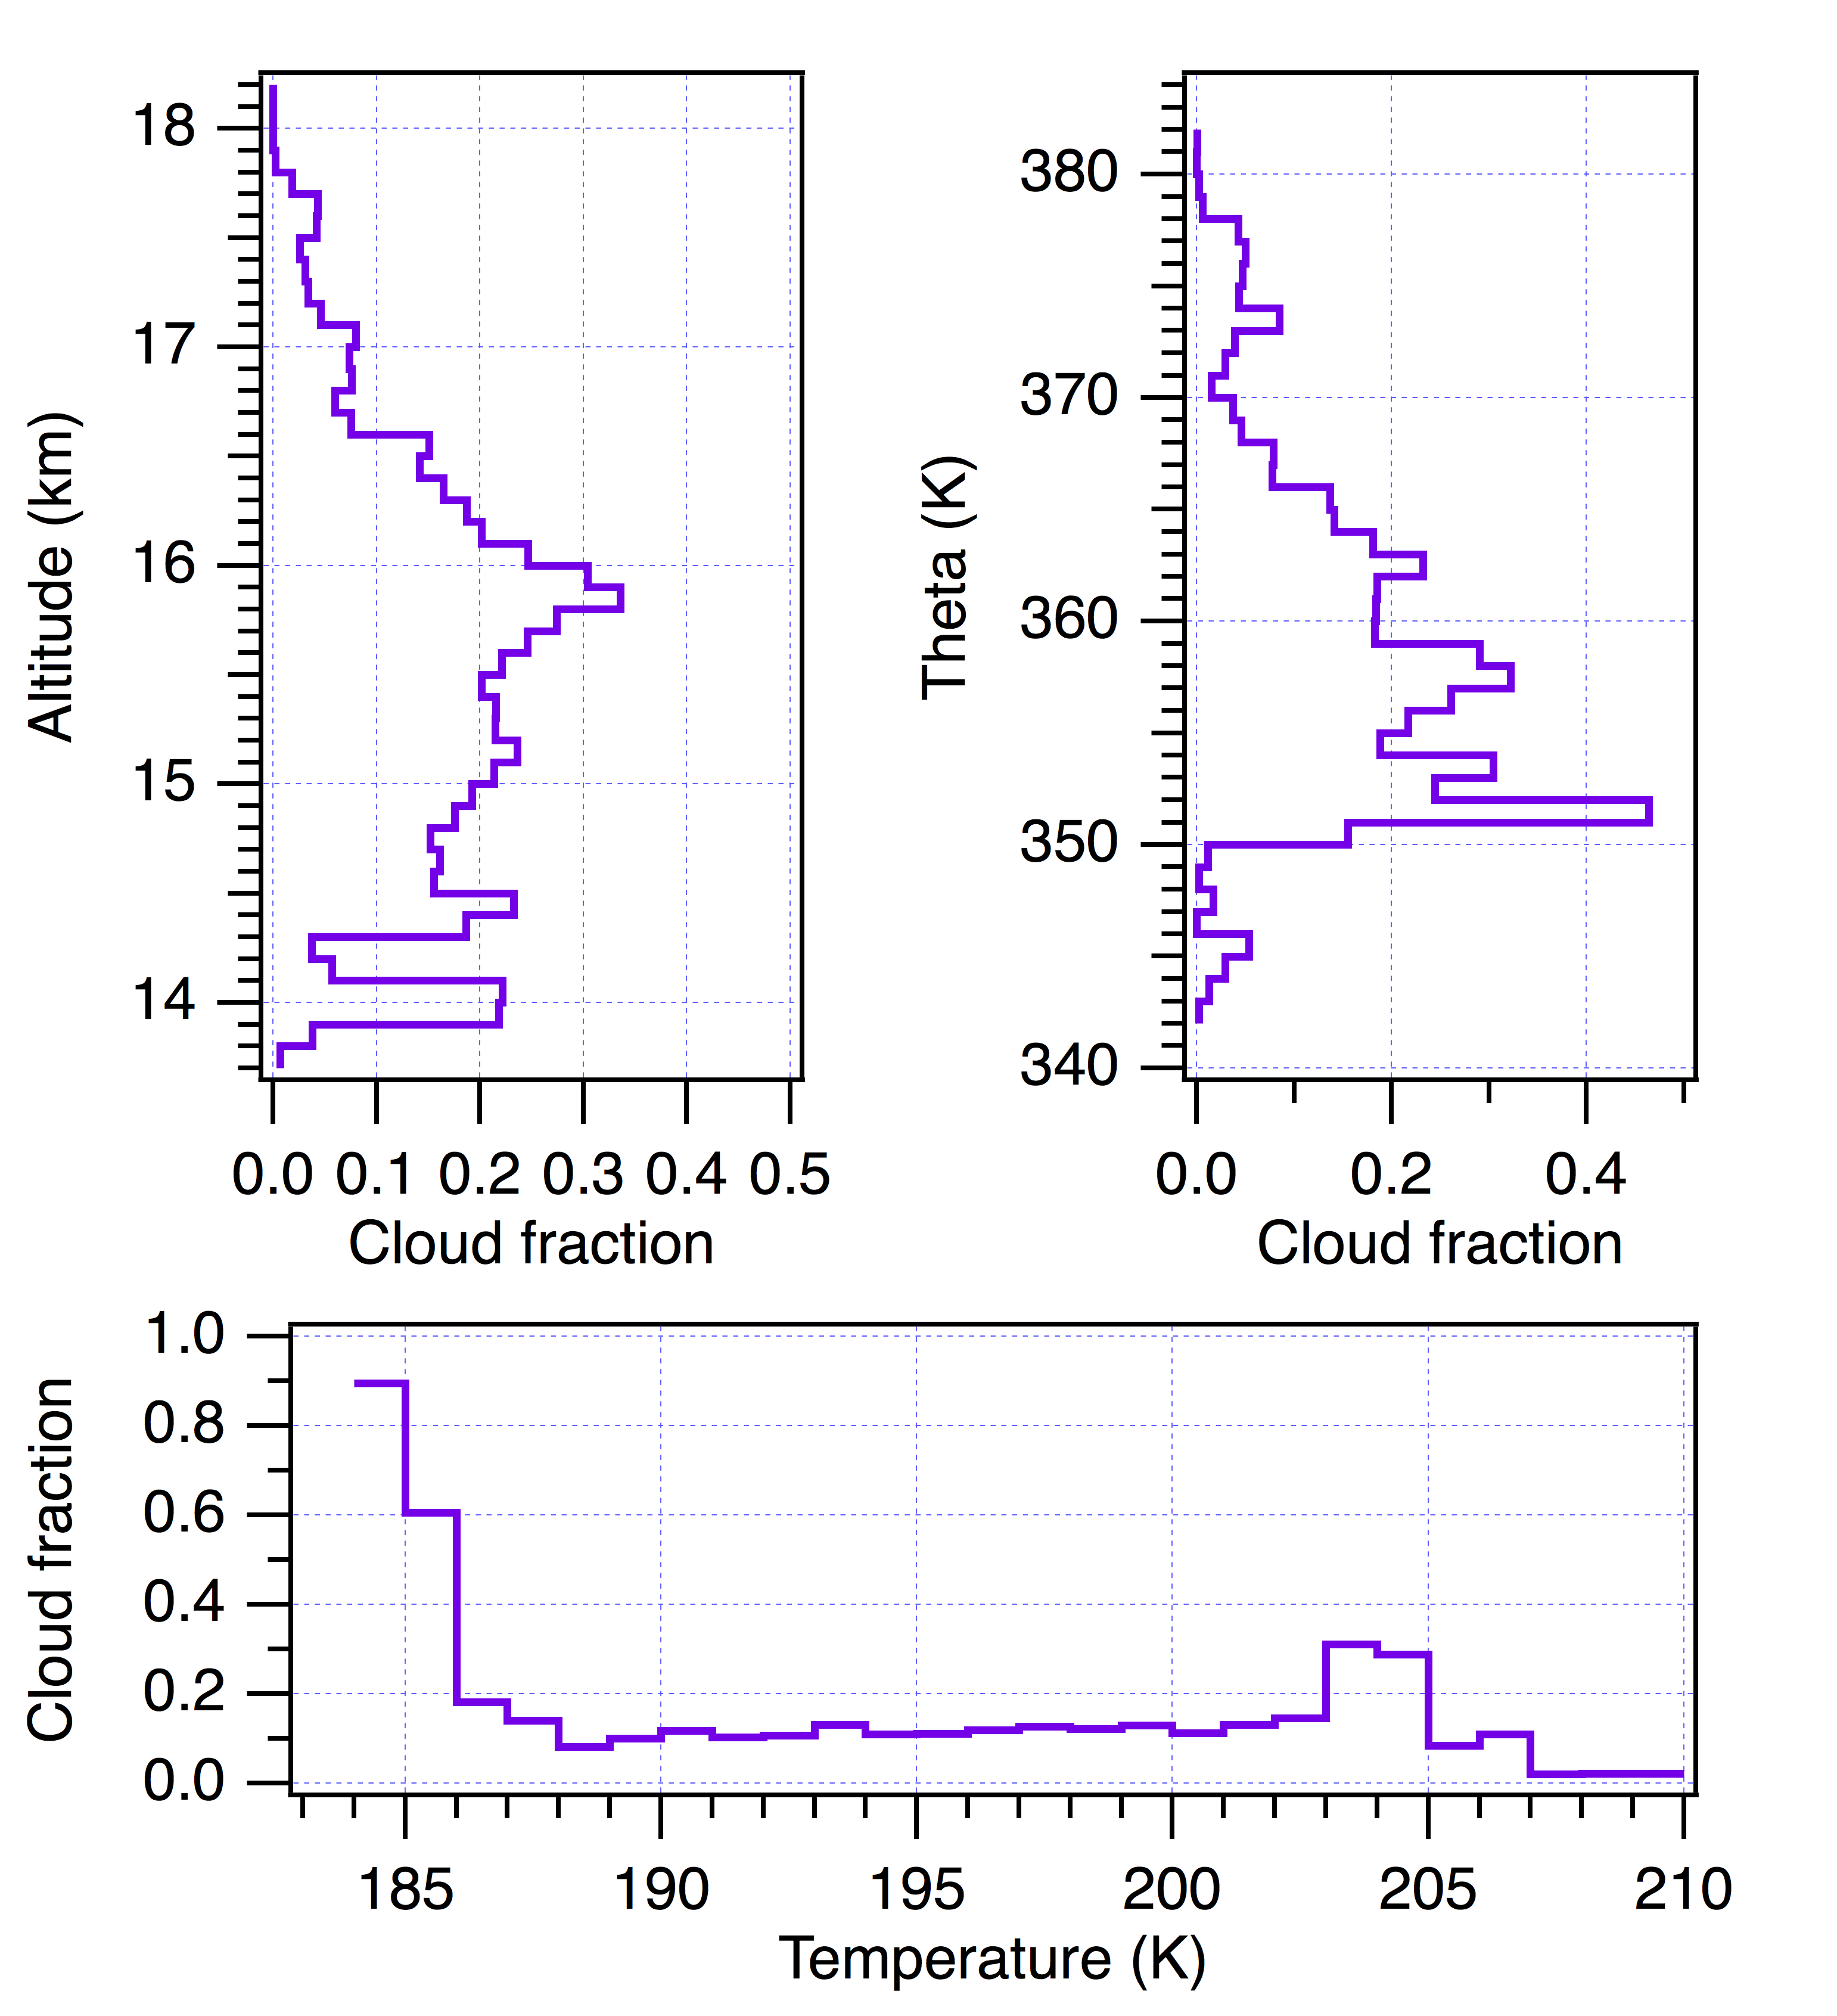 18
17
16
15
14
Altitude (km)
0.0 0.1 0.2 0.3 0.4 0.5
Cloud fraction
380
370
360
350
340
Theta (K)
0.0 0.2 0.4
Cloud fraction
1.0
0.8
0.6
0.4
0.2
0.0
Cloud fraction
185 190 195 200 205 210
Temperature (K)